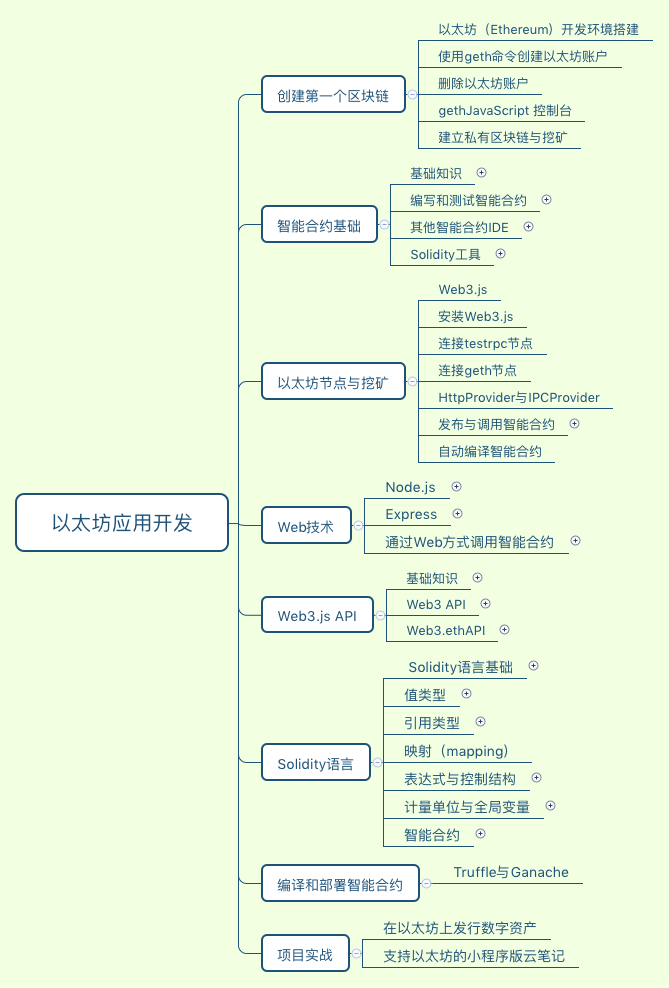 以太坊应用开发
创建第一个区块链
以太坊（Ethereum）开发环境搭建
使用geth命令创建以太坊账户
删除以太坊账户
gethJavaScript 控制台
建立私有区块链与挖矿
智能合约基础
基础知识
编写和测试智能合约
其他智能合约IDE
Solidity工具
以太坊节点与挖矿
Web3.js
安装Web3.js
连接testrpc节点
连接geth节点
HttpProvider与IPCProvider
发布与调用智能合约
自动编译智能合约
Web技术
Node.js
Express
通过Web方式调用智能合约
Web3.js API
基础知识
Web3 API
Web3.ethAPI
Solidity语言
Solidity语言基础
值类型
引用类型
映射（mapping）
表达式与控制结构
计量单位与全局变量
智能合约
编译和部署智能合约
Truffle与Ganache
项目实战
在以太坊上发行数字资产
支持以太坊的小程序版云笔记